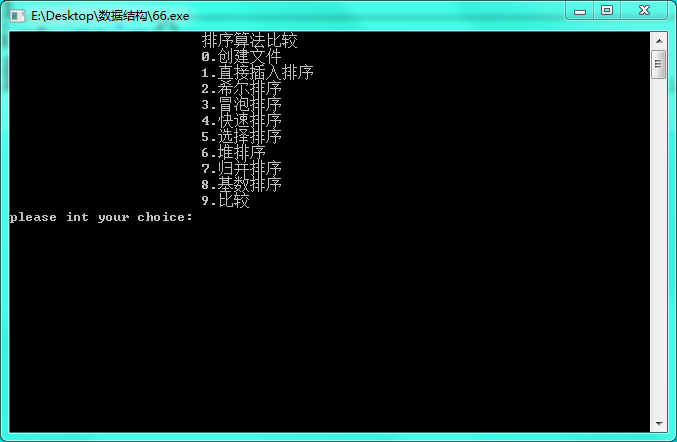 E:\Desktop\数据结构\66.exe
排序算法比较
0.创建文件
1.直接插入排序
2.希尔排序
3.冒泡排序
4.快速排序
5.选择排序
6.堆排序
7.归并排序
8.基数排序
9.比较
please int your choice: